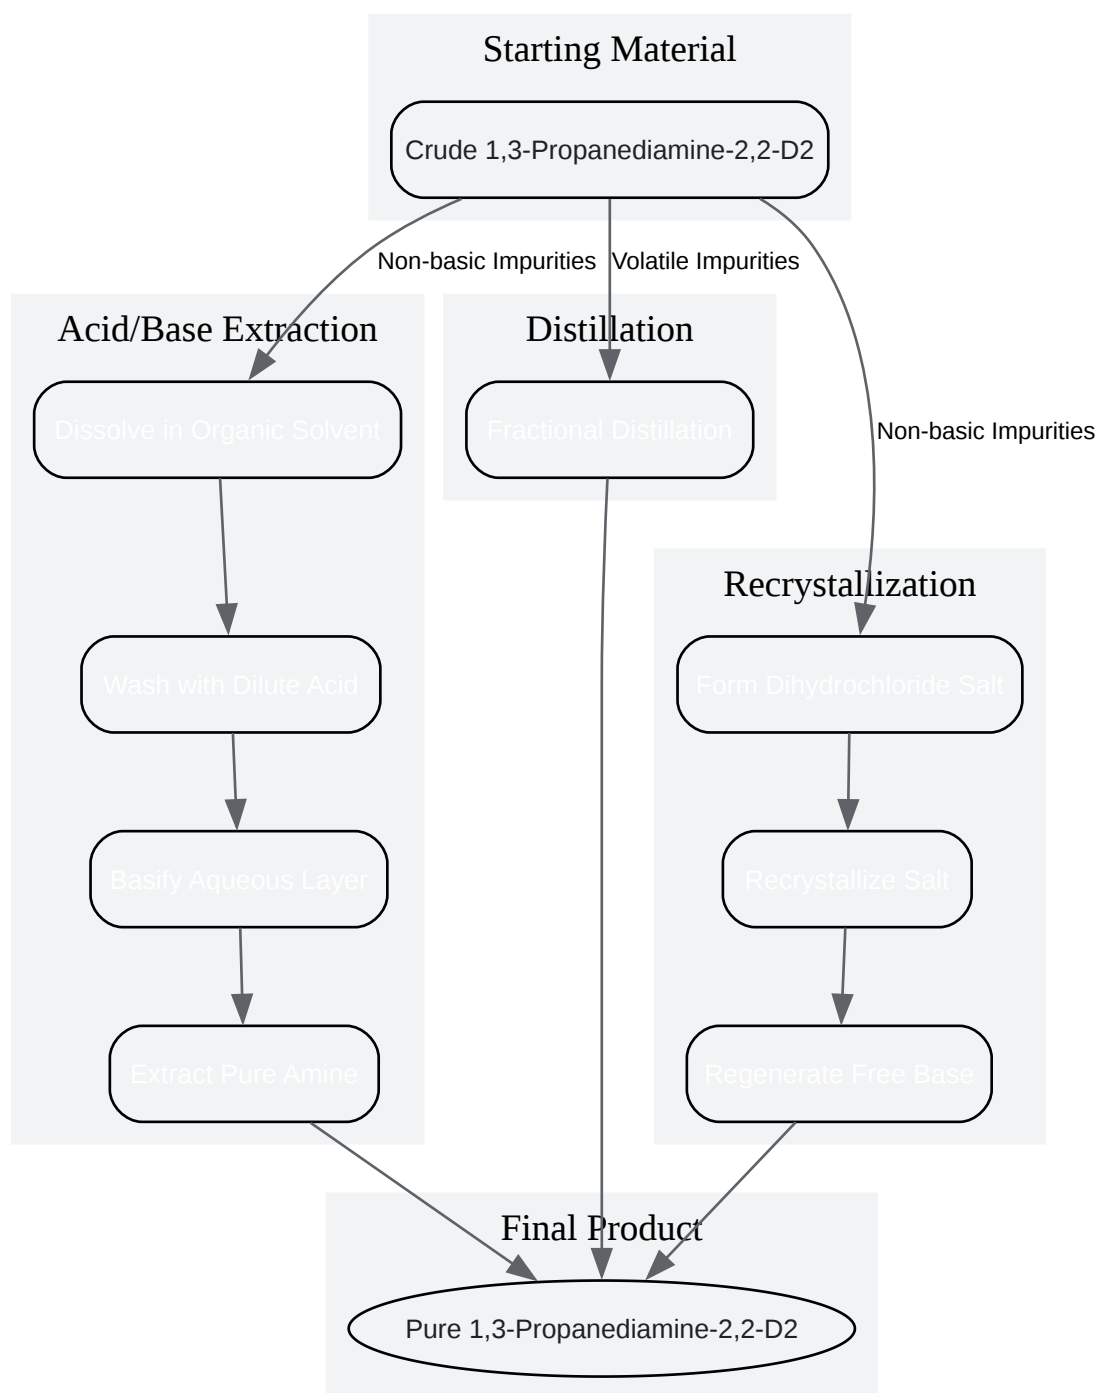 Starting Material
Crude 1,3-Propanediamine-2,2-D2
Non-basic Impurities
Volatile Impurities
Acid/Base Extraction
Distillation
Dissolve in Organic Solvent
Fractional Distillation
Non-basic Impurities
Recrystallization
Wash with Dilute Acid
Form Dihydrochloride Salt
Basify Aqueous Layer
Recrystallize Salt
Extract Pure Amine
Regenerate Free Base
Final Product
Pure 1,3-Propanediamine-2,2-D2